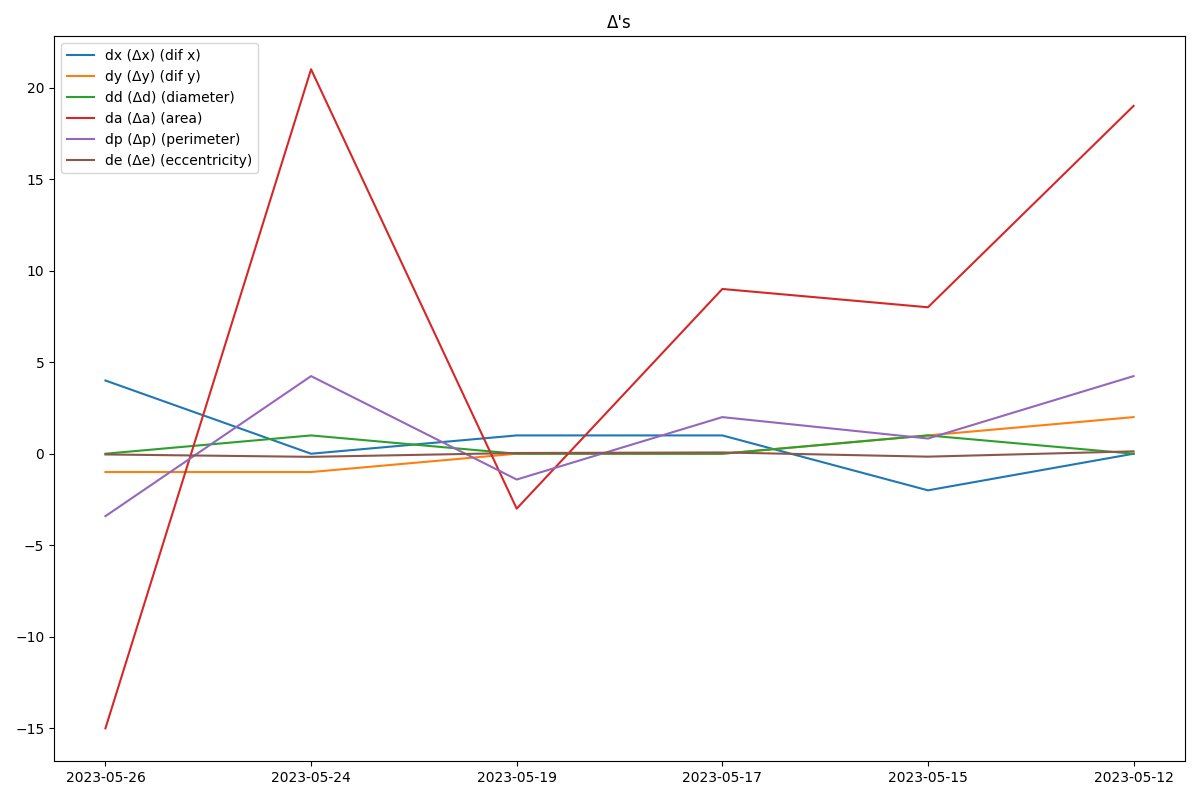 Δ's
dx (Δx) (dif x)
dy (Δy) (dif y)
dd (Δd) (diameter)
da (Δa) (area)
dp (Δp) (perimeter)
de (Δe) (eccentricity)
20
15
10
5
0
−5
−10
−15
2023-05-26 2023-05-24 2023-05-19 2023-05-17 2023-05-15 2023-05-12